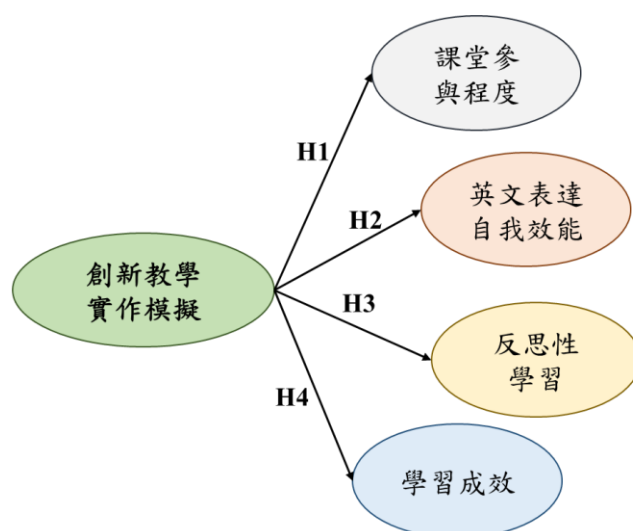 課堂參
與程度
H1
英文表達
自我效能
H2
創新教學
實作模擬
H3
反思性
學習
H4
學習成效